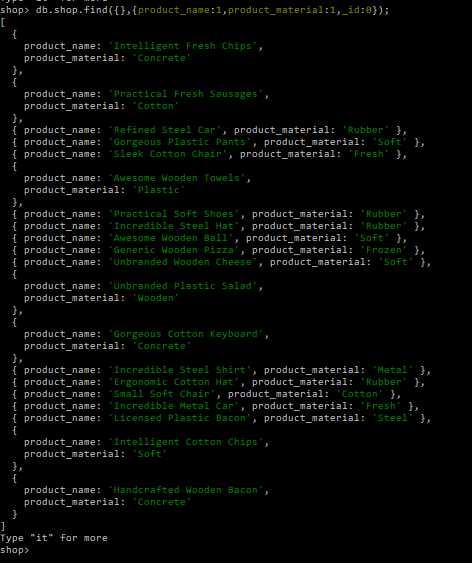 Type "it" for more
shop> db.shop.find({},{product_name:1,product_material:1,_id:0});
[
  {
    product_name: 'Intelligent Fresh Chips',
    product_material: 'Concrete'
  },
  {
    product_name: 'Practical Fresh Sausages',
    product_material: 'Cotton'
  },
  { product_name: 'Refined Steel Car', product_material: 'Rubber' },
  { product_name: 'Gorgeous Plastic Pants', product_material: 'Soft' },
  { product_name: 'Sleek Cotton Chair', product_material: 'Fresh' },
  {
    product_name: 'Awesome Wooden Towels',
    product_material: 'Plastic'
  },
  { product_name: 'Practical Soft Shoes', product_material: 'Rubber' },
  { product_name: 'Incredible Steel Hat', product_material: 'Rubber' },
  { product_name: 'Awesome Wooden Ball', product_material: 'Soft' },
  { product_name: 'Generic Wooden Pizza', product_material: 'Frozen' },
  { product_name: 'Unbranded Wooden Cheese', product_material: 'Soft' },
  {
    product_name: 'Unbranded Plastic Salad',
    product_material: 'Wooden'
  },
  {
    product_name: 'Gorgeous Cotton Keyboard',
    product_material: 'Concrete'
  },
  { product_name: 'Incredible Steel Shirt', product_material: 'Metal' },
  { product_name: 'Ergonomic Cotton Hat', product_material: 'Rubber' },
  { product_name: 'Small Soft Chair', product_material: 'Cotton' },
  { product_name: 'Incredible Metal Car', product_material: 'Fresh' },
  { product_name: 'Licensed Plastic Bacon', product_material: 'Steel' },
  {
    product_name: 'Intelligent Cotton Chips',
    product_material: 'Soft'
  },
  {
    product_name: 'Handcrafted Wooden Bacon',
    product_material: 'Concrete'
  }
]
Type "it" for more
shop>